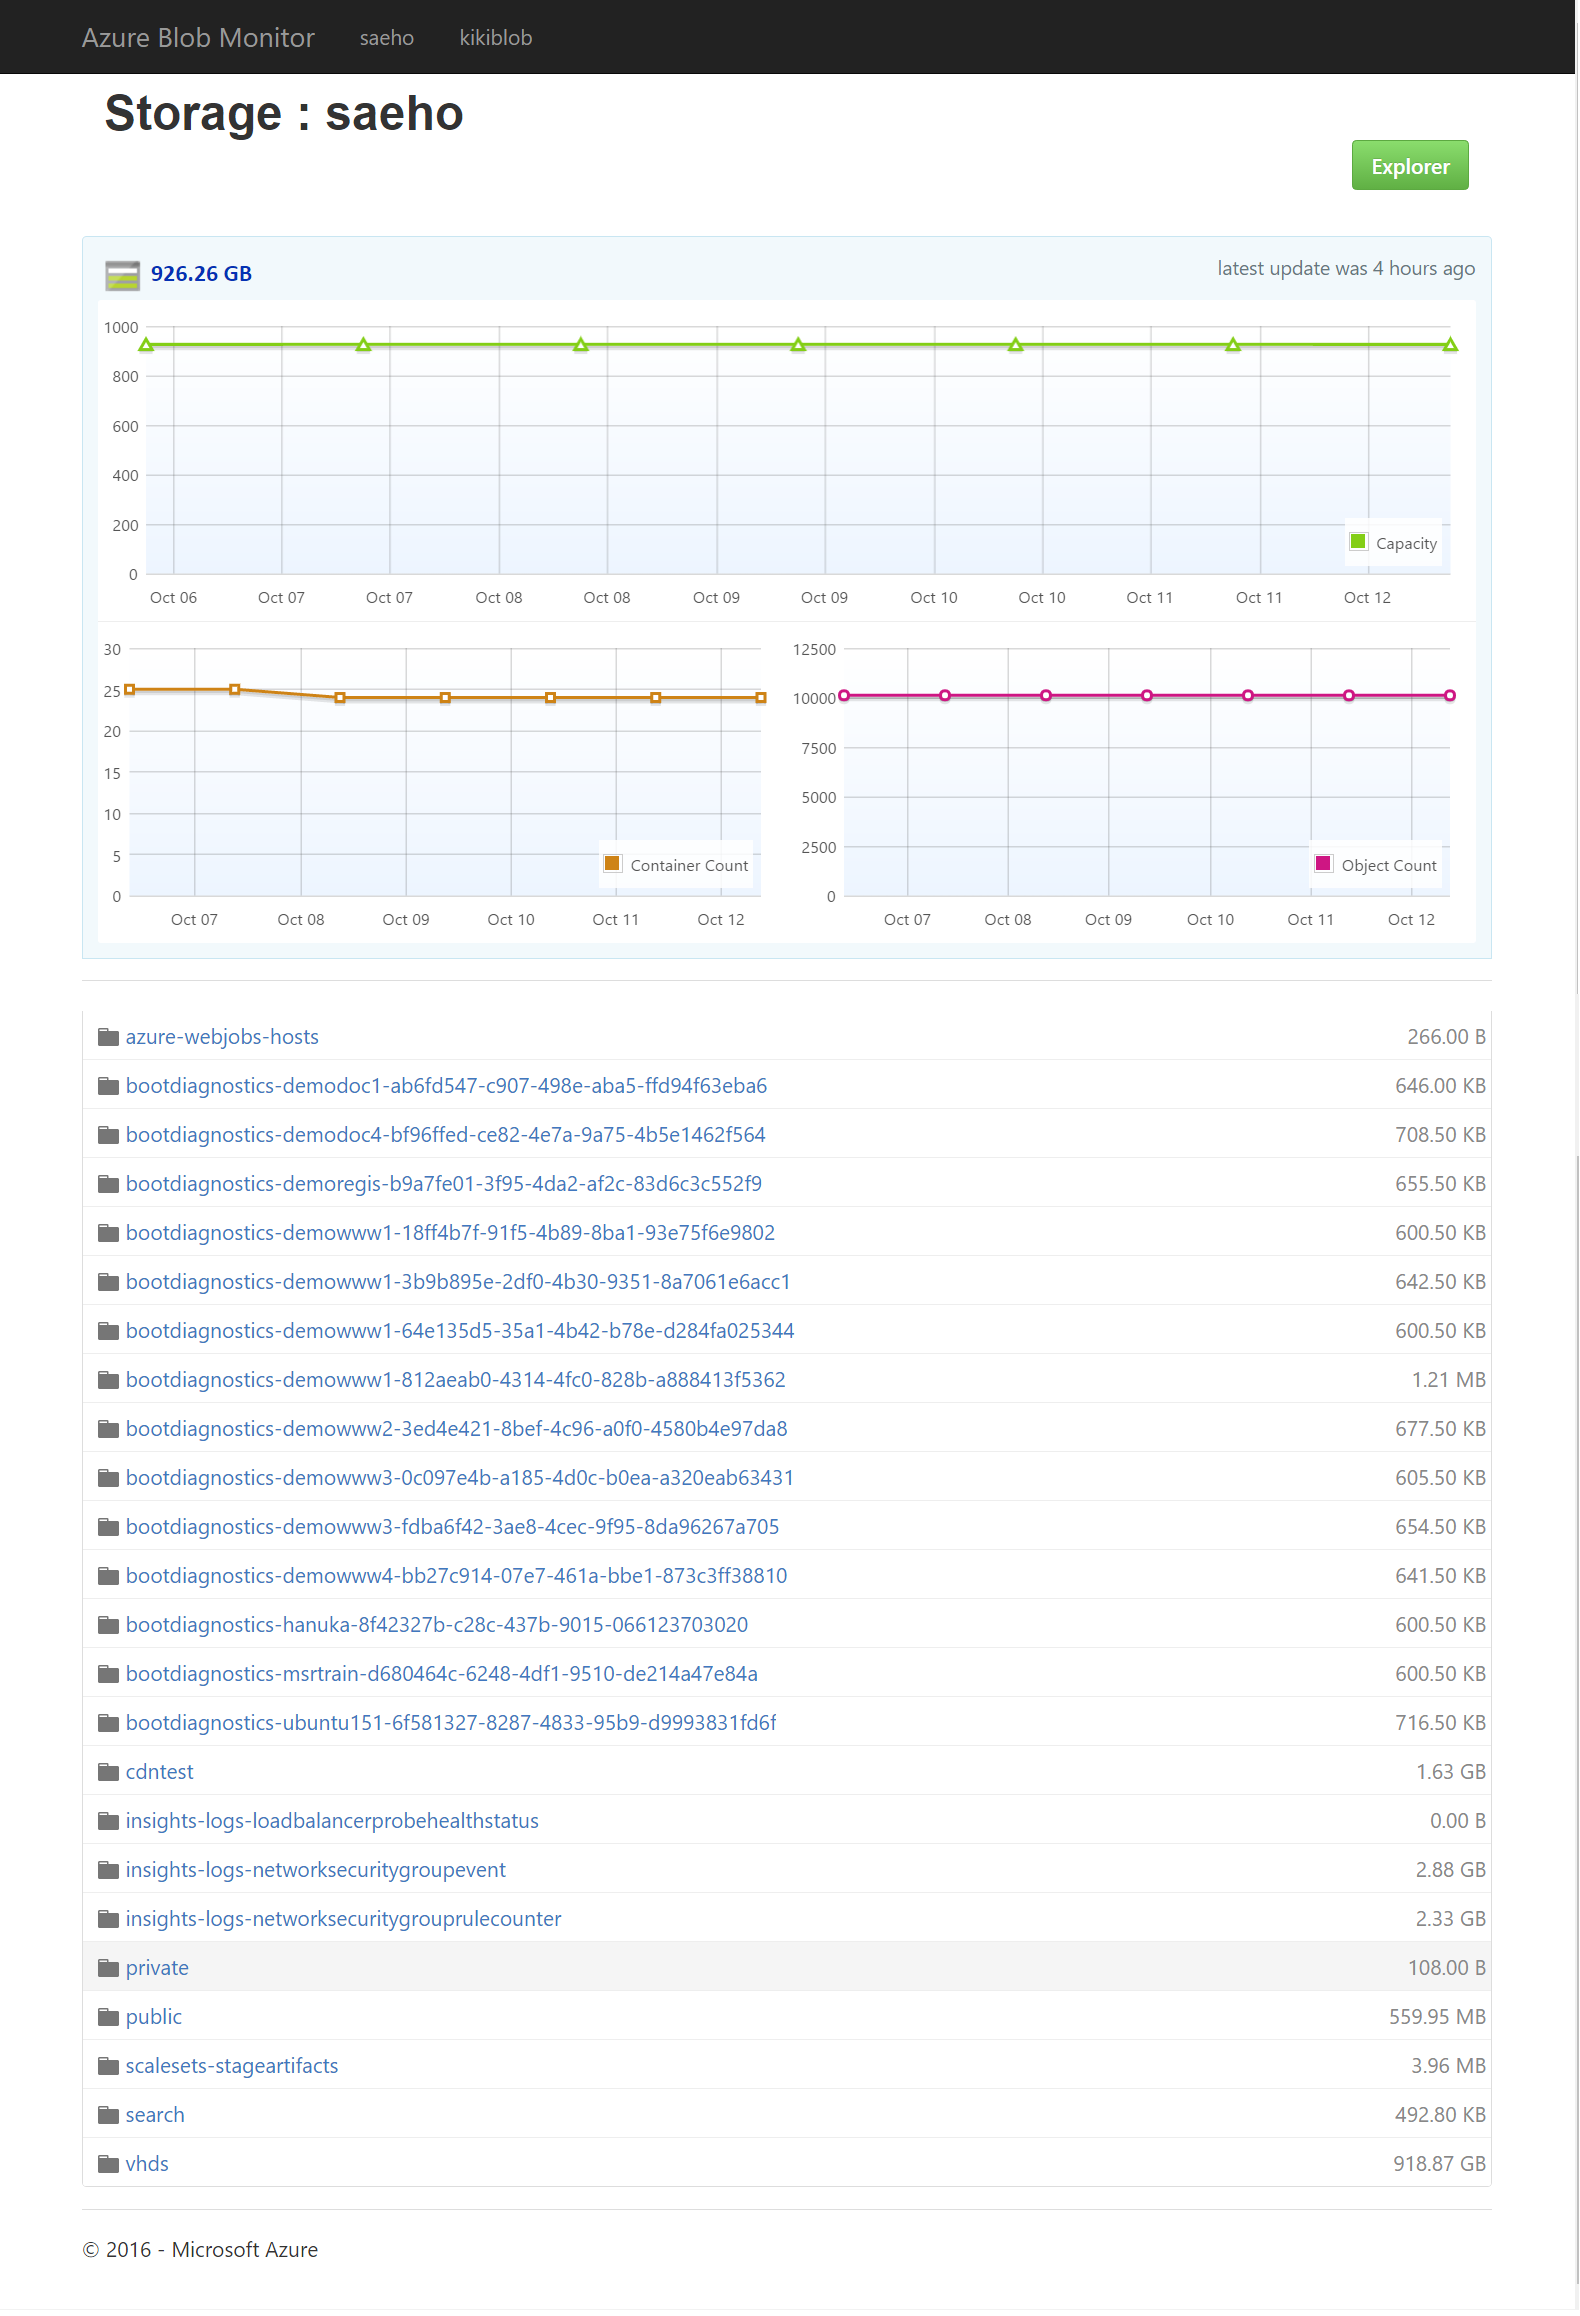 Azure Blob Monitor saeho kikiblob
Storage : saeho
Explorer
926.26 GB latest update was 4 hours ago
1000
800
600
400
200
0
Capacity
Oct 06 Oct 07 Oct 07 Oct 08 Oct 08 Oct 09 Oct 09 Oct 10 Oct 10 Oct 11 Oct 11 Oct 12
30
25
20
15
10
5
0
Container Count
Oct 07 Oct 08 Oct 09 Oct 10 Oct 11 Oct 12
12500
10000
7500
5000
2500
0
Object Count
Oct 07 Oct 08 Oct 09 Oct 10 Oct 11 Oct 12
azure-webjobs-hosts 266.00 B
bootdiagnostics-demodoc1-ab6fd547-c907-498e-aba5-ffd94f63eba6 646.00 KB
bootdiagnostics-demodoc4-bf96ffed-ce82-4e7a-9a75-4b5e1462f564 708.50 KB
bootdiagnostics-demoregis-b9a7fe01-3f95-4da2-af2c-83d6c3c552f9 655.50 KB
bootdiagnostics-demowww1-18ff4b7f-91f5-4b89-8ba1-93e75f6e9802 600.50 KB
bootdiagnostics-demowww1-3b9b895e-2df0-4b30-9351-8a7061e6acc1 642.50 KB
bootdiagnostics-demowww1-64e135d5-35a1-4b42-b78e-d284fa025344 600.50 KB
bootdiagnostics-demowww1-812aeab0-4314-4fc0-828b-a888413f5362 1.21 MB
bootdiagnostics-demowww2-3ed4e421-8bef-4c96-a0f0-4580b4e97da8 677.50 KB
bootdiagnostics-demowww3-0c097e4b-a185-4d0c-b0ea-a320eab63431 605.50 KB
bootdiagnostics-demowww3-fdba6f42-3ae8-4cec-9f95-8da96267a705 654.50 KB
bootdiagnostics-demowww4-bb27c914-07e7-461a-bbe1-873c3ff38810 641.50 KB
bootdiagnostics-hanuka-8f42327b-c28c-437b-9015-066123703020 600.50 KB
bootdiagnostics-msrtrain-d680464c-6248-4df1-9510-de214a47e84a 600.50 KB
bootdiagnostics-ubuntu151-6f581327-8287-4833-95b9-d9993831fd6f 716.50 KB
cdntest 1.63 GB
insights-logs-loadbalancerprobehealthstatus 0.00 B
insights-logs-networksecuritygroupevent 2.88 GB
insights-logs-networksecuritygrouprulecounter 2.33 GB
private 108.00 B
public 559.95 MB
scalesets-stageartifacts 3.96 MB
search 492.80 KB
vhds 918.87 GB
© 2016 - Microsoft Azure